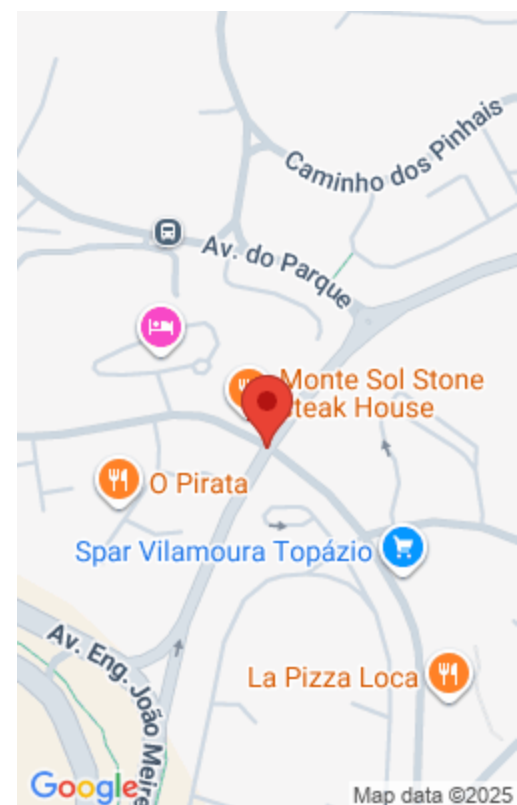 Caminho dos Pinhais
Av. do Parque
Monte Sol Stone
Steak House
O Pirata
Spar Vilamoura Topázio
Av. Eng. João Meire
La Pizza Loca
Google
Map data ©2025